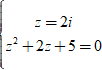 z = 2i
z² + 2z + 5 = 0